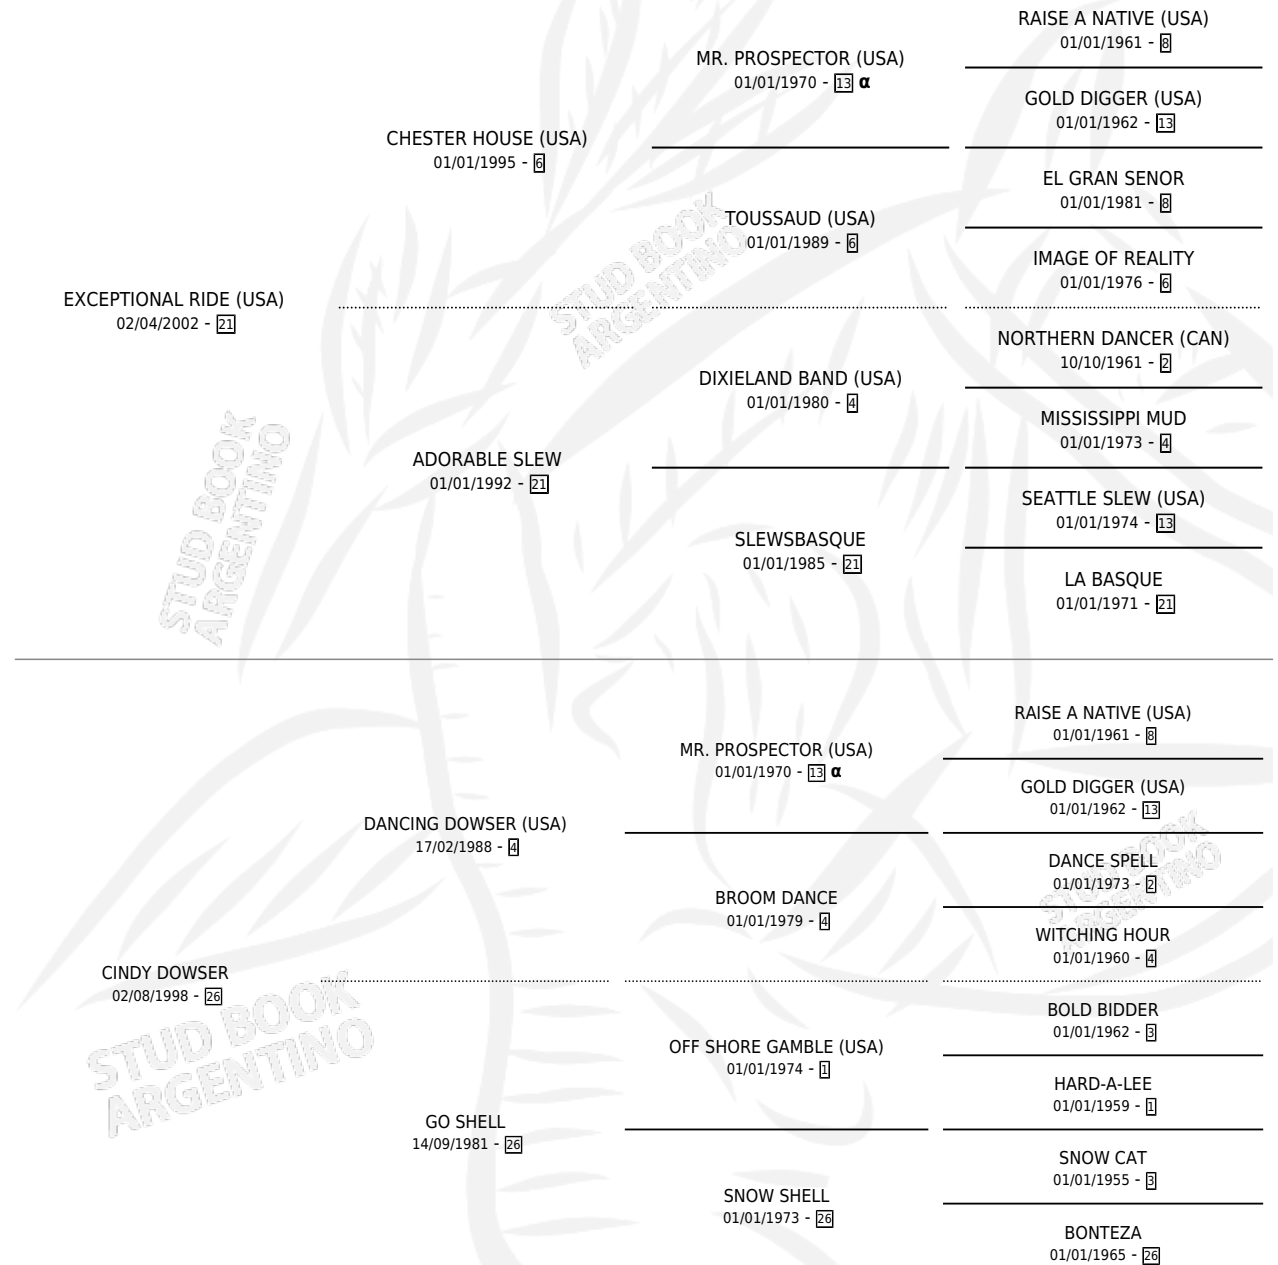 RAISE A NATIVE (USA)
01/01/1961 - 8
MR. PROSPECTOR (USA)
01/01/1970 - 13 α
GOLD DIGGER (USA)
01/01/1962 - 13
CHESTER HOUSE (USA)
01/01/1995 - 6
EL GRAN SENOR
01/01/1981 - 8
TOUSSAUD (USA)
01/01/1989 - 6
IMAGE OF REALITY
01/01/1976 - 6
STUD BOOK
ARGENTINO
EXCEPTIONAL RIDE (USA)
02/04/2002 - 21
NORTHERN DANCER (CAN)
10/10/1961 - 2
DIXIELAND BAND (USA)
01/01/1980 - 4
MISSISSIPPI MUD
01/01/1973 - 4
ADORABLE SLEW
01/01/1992 - 21
SEATTLE SLEW (USA)
01/01/1974 - 13
SLEWSBASQUE
01/01/1985 - 21
LA BASQUE
01/01/1971 - 21
STUD BOOK
ARGENTINO
RAISE A NATIVE (USA)
01/01/1961 - 8
MR. PROSPECTOR (USA)
01/01/1970 - 13 α
GOLD DIGGER (USA)
01/01/1962 - 13
DANCING DOWSER (USA)
17/02/1988 - 4
DANCE SPELL
01/01/1973 - 2
BROOM DANCE
01/01/1979 - 4
WITCHING HOUR
01/01/1960 - 4
STUD BOOK
ARGENTINO
CINDY DOWSER
02/08/1998 - 26
BOLD BIDDER
01/01/1962 - 3
OFF SHORE GAMBLE (USA)
01/01/1974 - 1
HARD-A-LEE
01/01/1959 - 1
STUD BOOK
ARGENTINO
GO SHELL
14/09/1981 - 26
SNOW CAT
01/01/1955 - 3
SNOW SHELL
01/01/1973 - 26
BONTEZA
01/01/1965 - 26